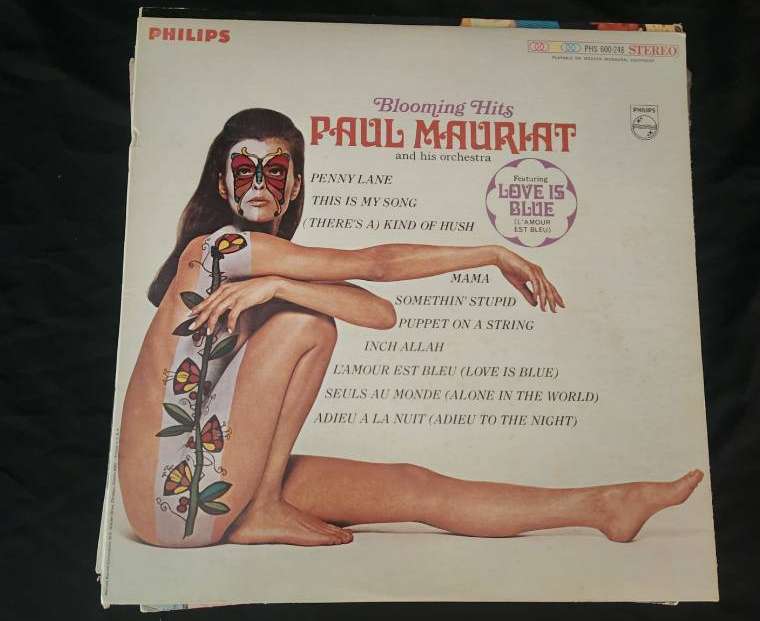 PHILIPS
PHS 600-248 STEREO
Blooming Hits
PAUL MAURIAT
and his orchestra
PHILIPS
Featuring
LOVE IS
BLUE
(L'AMOUR
EST BLEU)
PENNY LANE
THIS IS MY SONG
(THERE'S A) KIND OF HUSH
MAMA
SOMETHIN' STUPID
PUPPET ON A STRING
INCH ALLAH
L'AMOUR EST BLEU (LOVE IS BLUE)
SEULS AU MONDE (ALONE IN THE WORLD)
ADIEU A LA NUIT (ADIEU TO THE NIGHT)